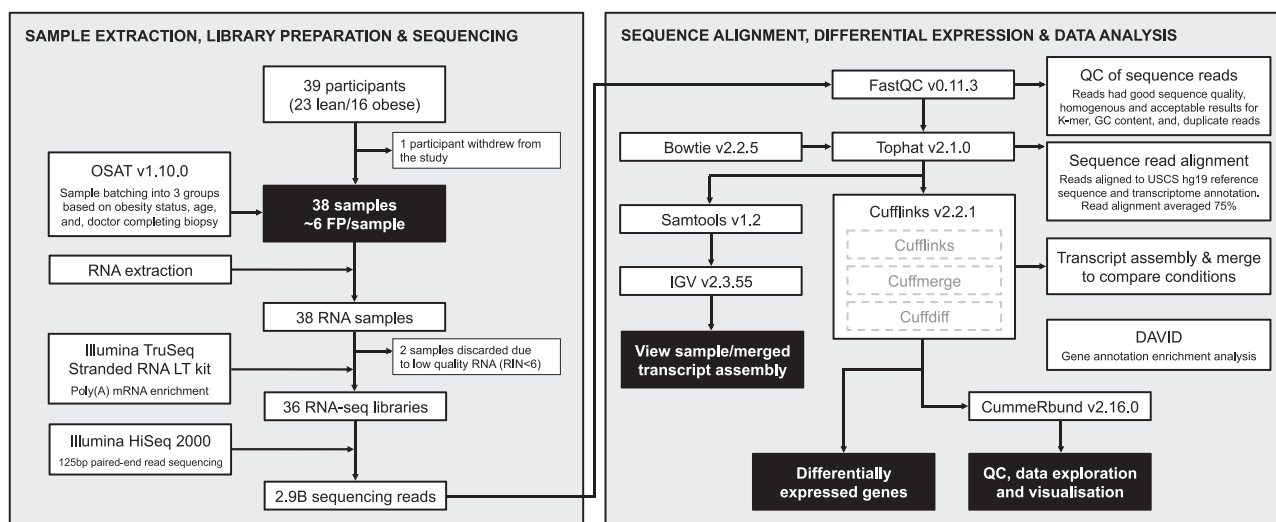 SAMPLE EXTRACTION, LIBRARY PREPARATION & SEQUENCING
39 participants
(23 lean/16 obese)
1 participant withdrew from
the study
OSAT v1.10.0
Sample batching into 3 groups
based on obesity status, age,
and, doctor completing biopsy
38 samples
~6 FP/sample
RNA extraction
38 RNA samples
Illumina TruSeq
Stranded RNA LT kit
Poly(A) mRNA enrichment
2 samples discarded due
to low quality RNA (RIN<6)
36 RNA-seq libraries
Illumina HiSeq 2000
125bp paired-end read sequencing
2.9B sequencing reads
SEQUENCE ALIGNMENT, DIFFERENTIAL EXPRESSION & DATA ANALYSIS
FastQC v0.11.3
QC of sequence reads
Reads had good sequence quality,
homogenous and acceptable results for
K-mer, GC content, and, duplicate reads
Bowtie v2.2.5
Tophat v2.1.0
Sequence read alignment
Reads aligned to USCS hg19 reference
sequence and transcriptome annotation.
Read alignment averaged 75%
Samtools v1.2
IGV v2.3.55
View sample/merged
transcript assembly
Cufflinks v2.2.1
Cufflinks
Cuffmerge
Cuffdiff
Transcript assembly & merge
to compare conditions
DAVID
Gene annotation enrichment analysis
CummeRbund v2.16.0
Differentially
expressed genes
QC, data exploration
and visualisation